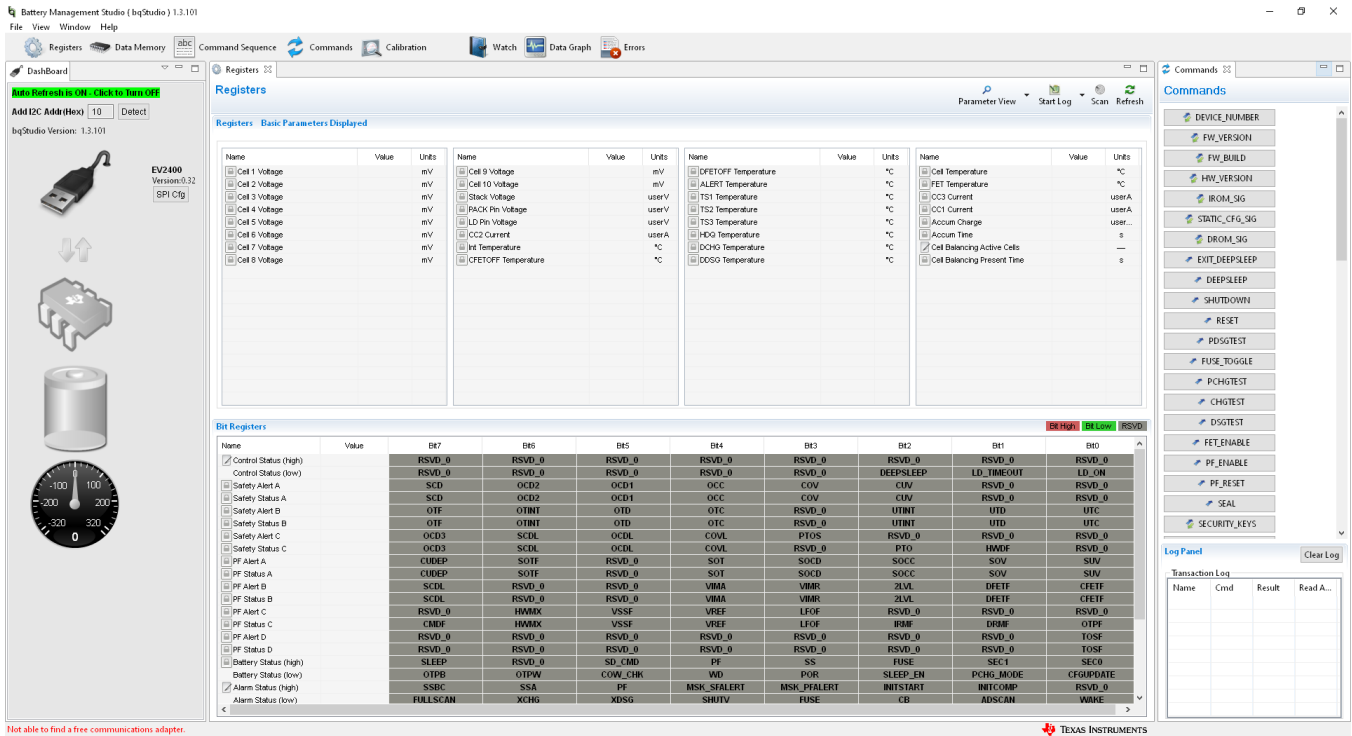 Battery Management Studio ( bqStudio ) 1.3.101
File View Window Help
Registers Data Memory abc Command Sequence Commands Calibration Watch Data Graph Errors
DashBoard
Auto Refresh is ON - Click to Turn OFF
Add I2C Addr(Hex) 10 Detect
bqStudio Version: 1.3.101
EV2400
Version:0.32
SPI Cfg
-100 0 100
-200 200
-320 320
0
Registers
Registers
Parameter View Start Log Scan Refresh
Registers Basic Parameters Displayed
Name Value Units Name Value Units Name Value Units Name Value Units
Cell 1 Voltage mV Cell 9 Voltage mV DFETOFF Temperature °C Cell Temperature °C
Cell 2 Voltage mV Cell 10 Voltage mV ALERT Temperature °C FET Temperature °C
Cell 3 Voltage mV Stack Voltage userV TS1 Temperature °C CC3 Current userA
Cell 4 Voltage mV PACK Pin Voltage userV TS2 Temperature °C CC1 Current userA
Cell 5 Voltage mV LD Pin Voltage userV TS3 Temperature °C Accum Charge user...
Cell 6 Voltage mV CC2 Current userA HDQ Temperature °C Accum Time s
Cell 7 Voltage mV Int Temperature °C DCHG Temperature °C Cell Balancing Active Cells —
Cell 8 Voltage mV CFETOFF Temperature °C DDSG Temperature °C Cell Balancing Present Time s
Bit Registers Bit High Bit Low RSVD
Name Value Bit7 Bit6 Bit5 Bit4 Bit3 Bit2 Bit1 Bit0
Control Status (high) RSVD_0 RSVD_0 RSVD_0 RSVD_0 RSVD_0 RSVD_0 RSVD_0 RSVD_0
Control Status (low) RSVD_0 RSVD_0 RSVD_0 RSVD_0 RSVD_0 DEEPSLEEP LD_TIMEOUT LD_ON
Safety Alert A SCD OCD2 OCD1 OCC COV CUV RSVD_0 RSVD_0
Safety Status A SCD OCD2 OCD1 OCC COV CUV RSVD_0 RSVD_0
Safety Alert B OTF OTINT OTD OTC RSVD_0 UTINT UTD UTC
Safety Status B OTF OTINT OTD OTC RSVD_0 UTINT UTD UTC
Safety Alert C OCD3 SCDL OCDL COVL PTOS RSVD_0 RSVD_0 RSVD_0
Safety Status C OCD3 SCDL OCDL COVL RSVD_0 PTO HWDF RSVD_0
PF Alert A CUDEP SOTF RSVD_0 SOT SOCD SOCC SOV SUV
PF Status A CUDEP SOTF RSVD_0 SOT SOCD SOCC SOV SUV
PF Alert B SCDL RSVD_0 RSVD_0 VIMA VIMR 2LVL DFETF CFETF
PF Status B SCDL RSVD_0 RSVD_0 VIMA VIMR 2LVL DFETF CFETF
PF Alert C RSVD_0 HWMX VSSF VREF LFOF RSVD_0 RSVD_0 RSVD_0
PF Status C CMDF HWMX VSSF VREF LFOF IRMF DRMF OTPF
PF Alert D RSVD_0 RSVD_0 RSVD_0 RSVD_0 RSVD_0 RSVD_0 RSVD_0 TOSF
PF Status D RSVD_0 RSVD_0 RSVD_0 RSVD_0 RSVD_0 RSVD_0 RSVD_0 TOSF
Battery Status (high) SLEEP RSVD_0 SD_CMD PF SS FUSE SEC1 SEC0
Battery Status (low) OTPB OTPW COW_CHK WD POR SLEEP_EN PCHG_MODE CFGUPDATE
Alarm Status (high) SSBC SSA PF MSK_SFALERT MSK_PFALERT INITSTART INITCOMP RSVD_0
Alarm Status (low) FULLSCAN XCHG XDSG SHUTV FUSE CB ADSCAN WAKE
Commands
Commands
DEVICE_NUMBER
FW_VERSION
FW_BUILD
HW_VERSION
IROM_SIG
STATIC_CFG_SIG
DROM_SIG
EXIT_DEEPSLEEP
DEEPSLEEP
SHUTDOWN
RESET
PDSGTEST
FUSE_TOGGLE
PCHGTEST
CHGTEST
DSGTEST
FET_ENABLE
PF_ENABLE
PF_RESET
SEAL
SECURITY_KEYS
Log Panel Clear Log
Transaction Log
Name Cmd Result Read A...
Not able to find a free communications adapter.
TEXAS INSTRUMENTS